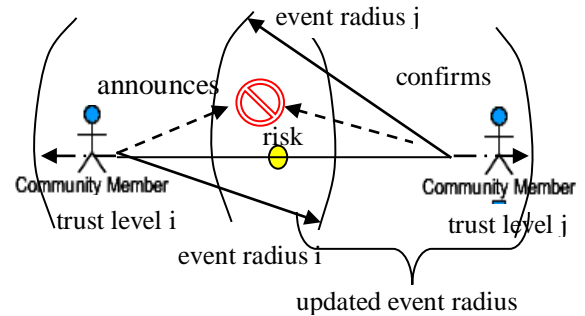 event radius j
announces
confirms
risk
Community Member
Community Member
trust level i
trust level j
event radius i
updated event radius